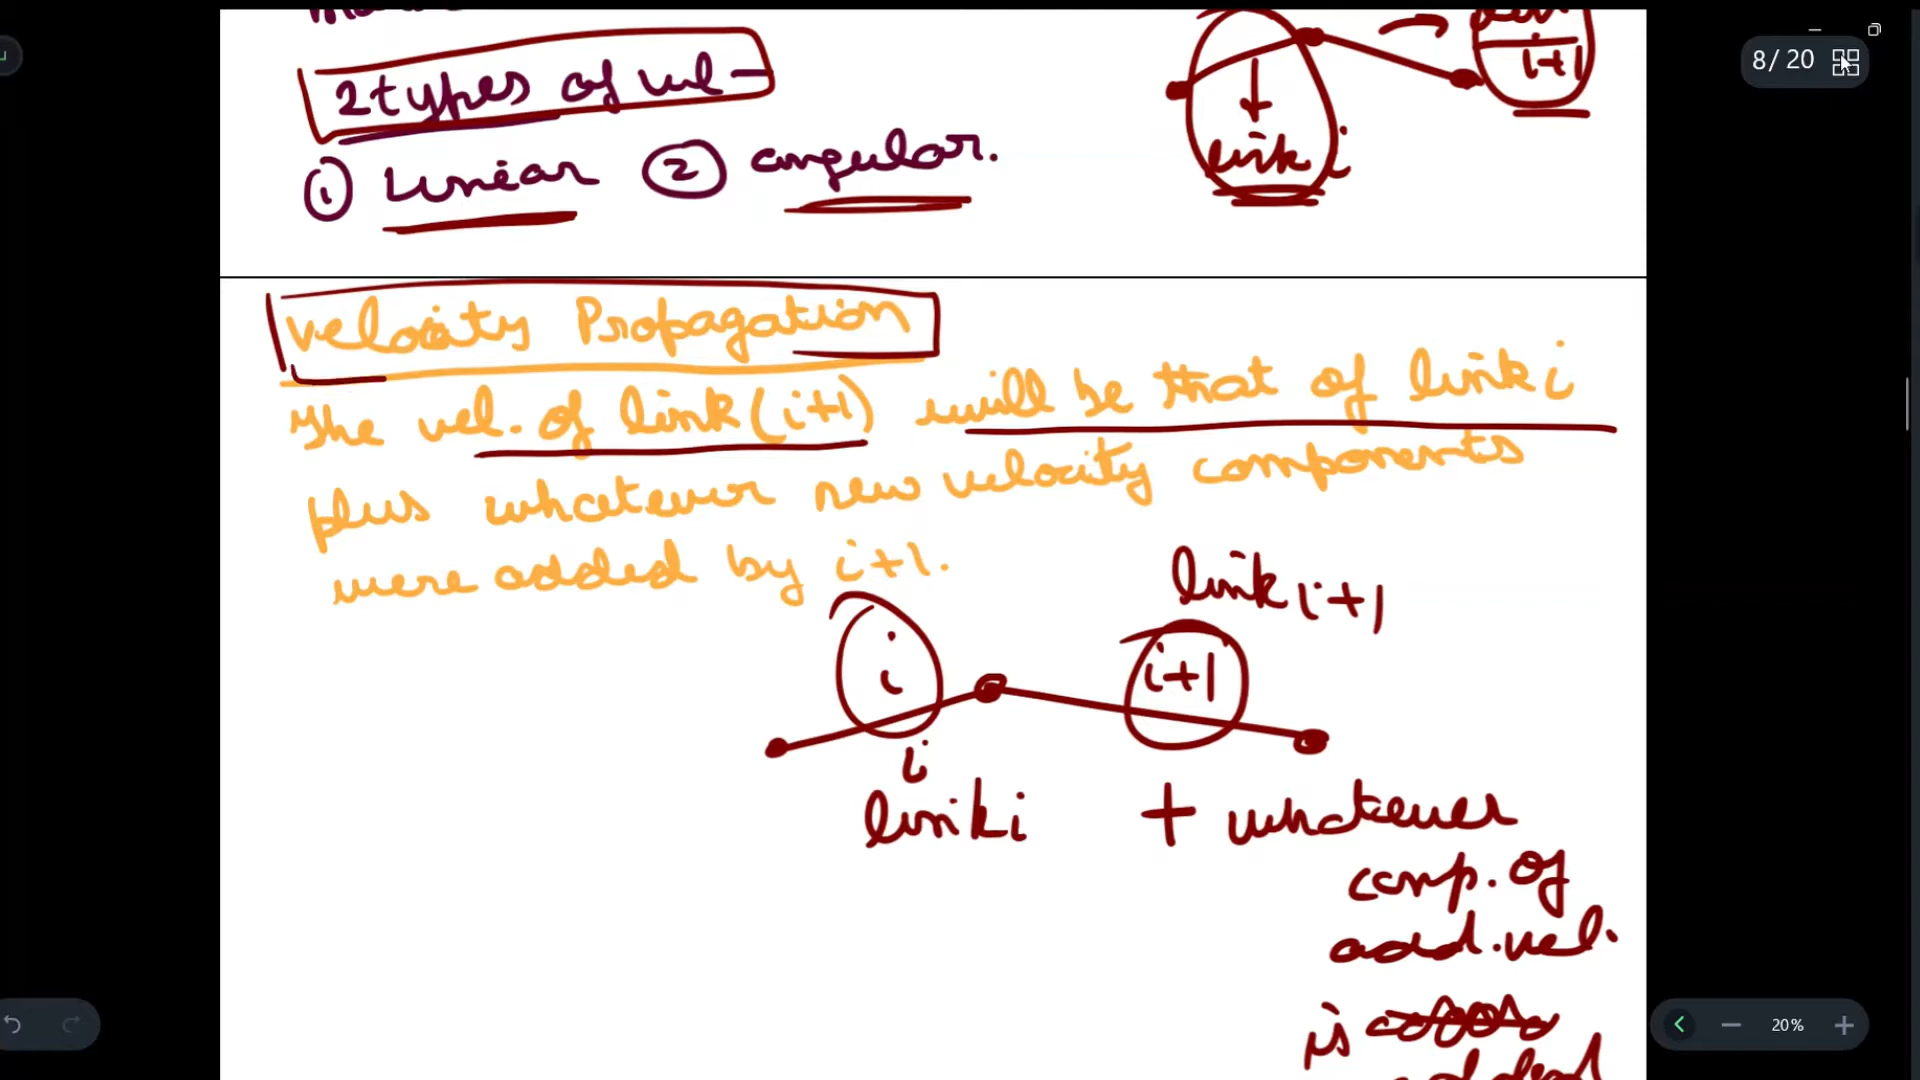 2 types of vel-
① Linear ② angular.
link i
i+1
8/ 20
Velocity Propagation
The vel. of link (i+1) will be that of link i
plus whatever new velocity components
were added by i+1.
link i+1
i
i+1
i
link i
+ whatever
comp. of
add. vel.
is
added
20%